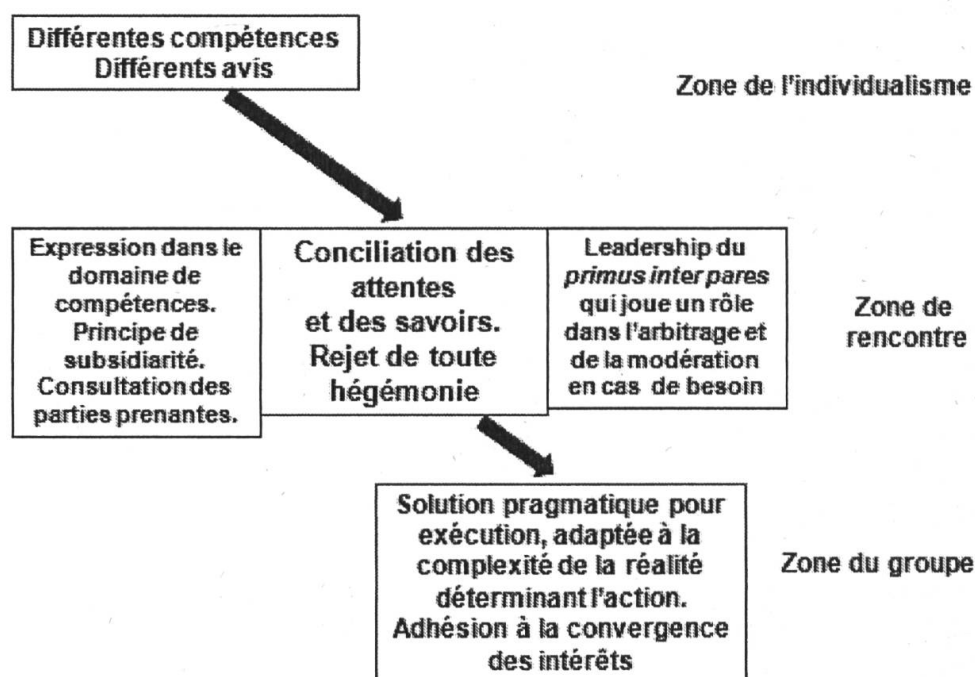 Différentes compétences
Différents avis
Zone de l'individualisme
Expression dans le
domaine de
compétences.
Principe de
subsidiarité.
Consultation des
parties prenantes.
Conciliation des
attentes
et des savoirs.
Rejet de toute
hégémonie
Leadership du
primus inter pares
qui joue un rôle
dans l'arbitrage et
de la modération
en cas de besoin
Zone de
rencontre
Solution pragmatique pour
exécution, adaptée à la
complexité de la réalité
déterminant l'action.
Adhésion à la convergence
des intérêts
Zone du groupe